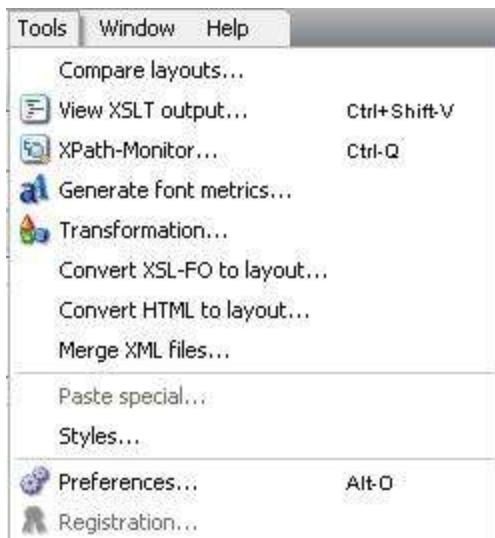 Tools Window Help
Compare layouts...
View XSLT output... Ctrl+Shift-V
XPath-Monitor... Ctrl-Q
Generate font metrics...
Transformation...
Convert XSL-FO to layout...
Convert HTML to layout...
Merge XML files...
Paste special...
Styles...
Preferences... Alt-O
Registration...